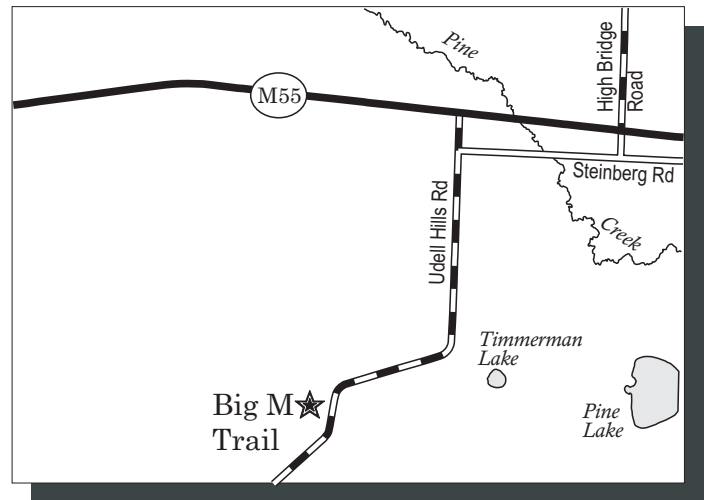 Pine
High Bridge
Road
M55
Steinberg Rd
Udell Hills Rd
Creek
Timmerman
Lake
Big M
Trail
Pine
Lake